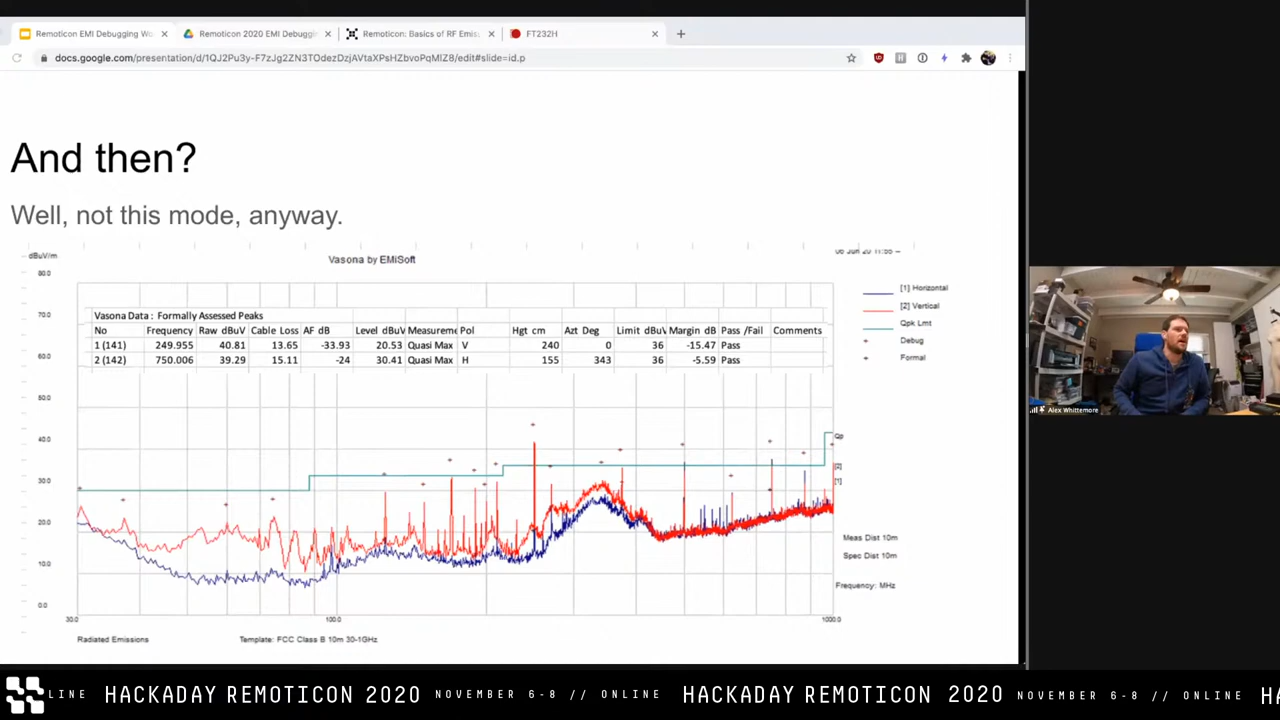 Remoticon EMI Debugging Wo
Remoticon 2020 EMI Debuggin
Remoticon: Basics of RF Emis
FT232H
docs.google.com/presentation/d/1QJ2Pu3y-F7zJg2ZN3TOdezDzjAVtaXPsHZbvoPqMlZ8/edit#slide=id.p
And then?
Well, not this mode, anyway.
dBuV/m
Vasona by EMiSoft
80.0
70.0
60.0
50.0
40.0
30.0
20.0
10.0
0.0
Vasona Data : Formally Assessed Peaks
No Frequency Raw dBuV Cable Loss AF dB Level dBuV Measureme Pol Hgt cm Azt Deg Limit dBuV Margin dB Pass /Fail Comments
1 (141) 249.955 40.81 13.65 -33.93 20.53 Quasi Max V 240 0 36 -15.47 Pass
2 (142) 750.006 39.29 15.11 -24 30.41 Quasi Max H 155 343 36 -5.59 Pass
[1] Horizontal
[2] Vertical
Qpk Lmt
Debug
Formal
Qp
[2]
[1]
Meas Dist 10m
Spec Dist 10m
Frequency: MHz
30.0 100.0 1000.0
Radiated Emissions Template: FCC Class B 10m 30-1GHz
Alex Whittemore
LINE HACKADAY REMOTICON 2020 NOVEMBER 6-8 // ONLINE HACKADAY REMOTICON 2020 NOVEMBER 6-8 // ONLINE HA